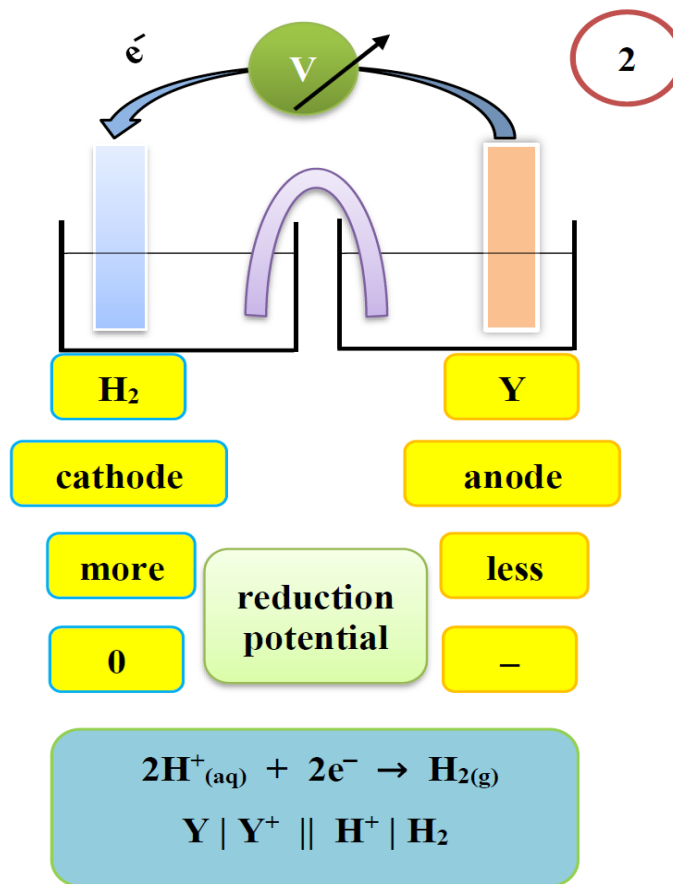 é
V
2
H₂ Y
cathode anode
more less
reduction
potential
0 –
2H⁺(aq) + 2e⁻ → H₂(g)
Y | Y⁺ || H⁺ | H₂